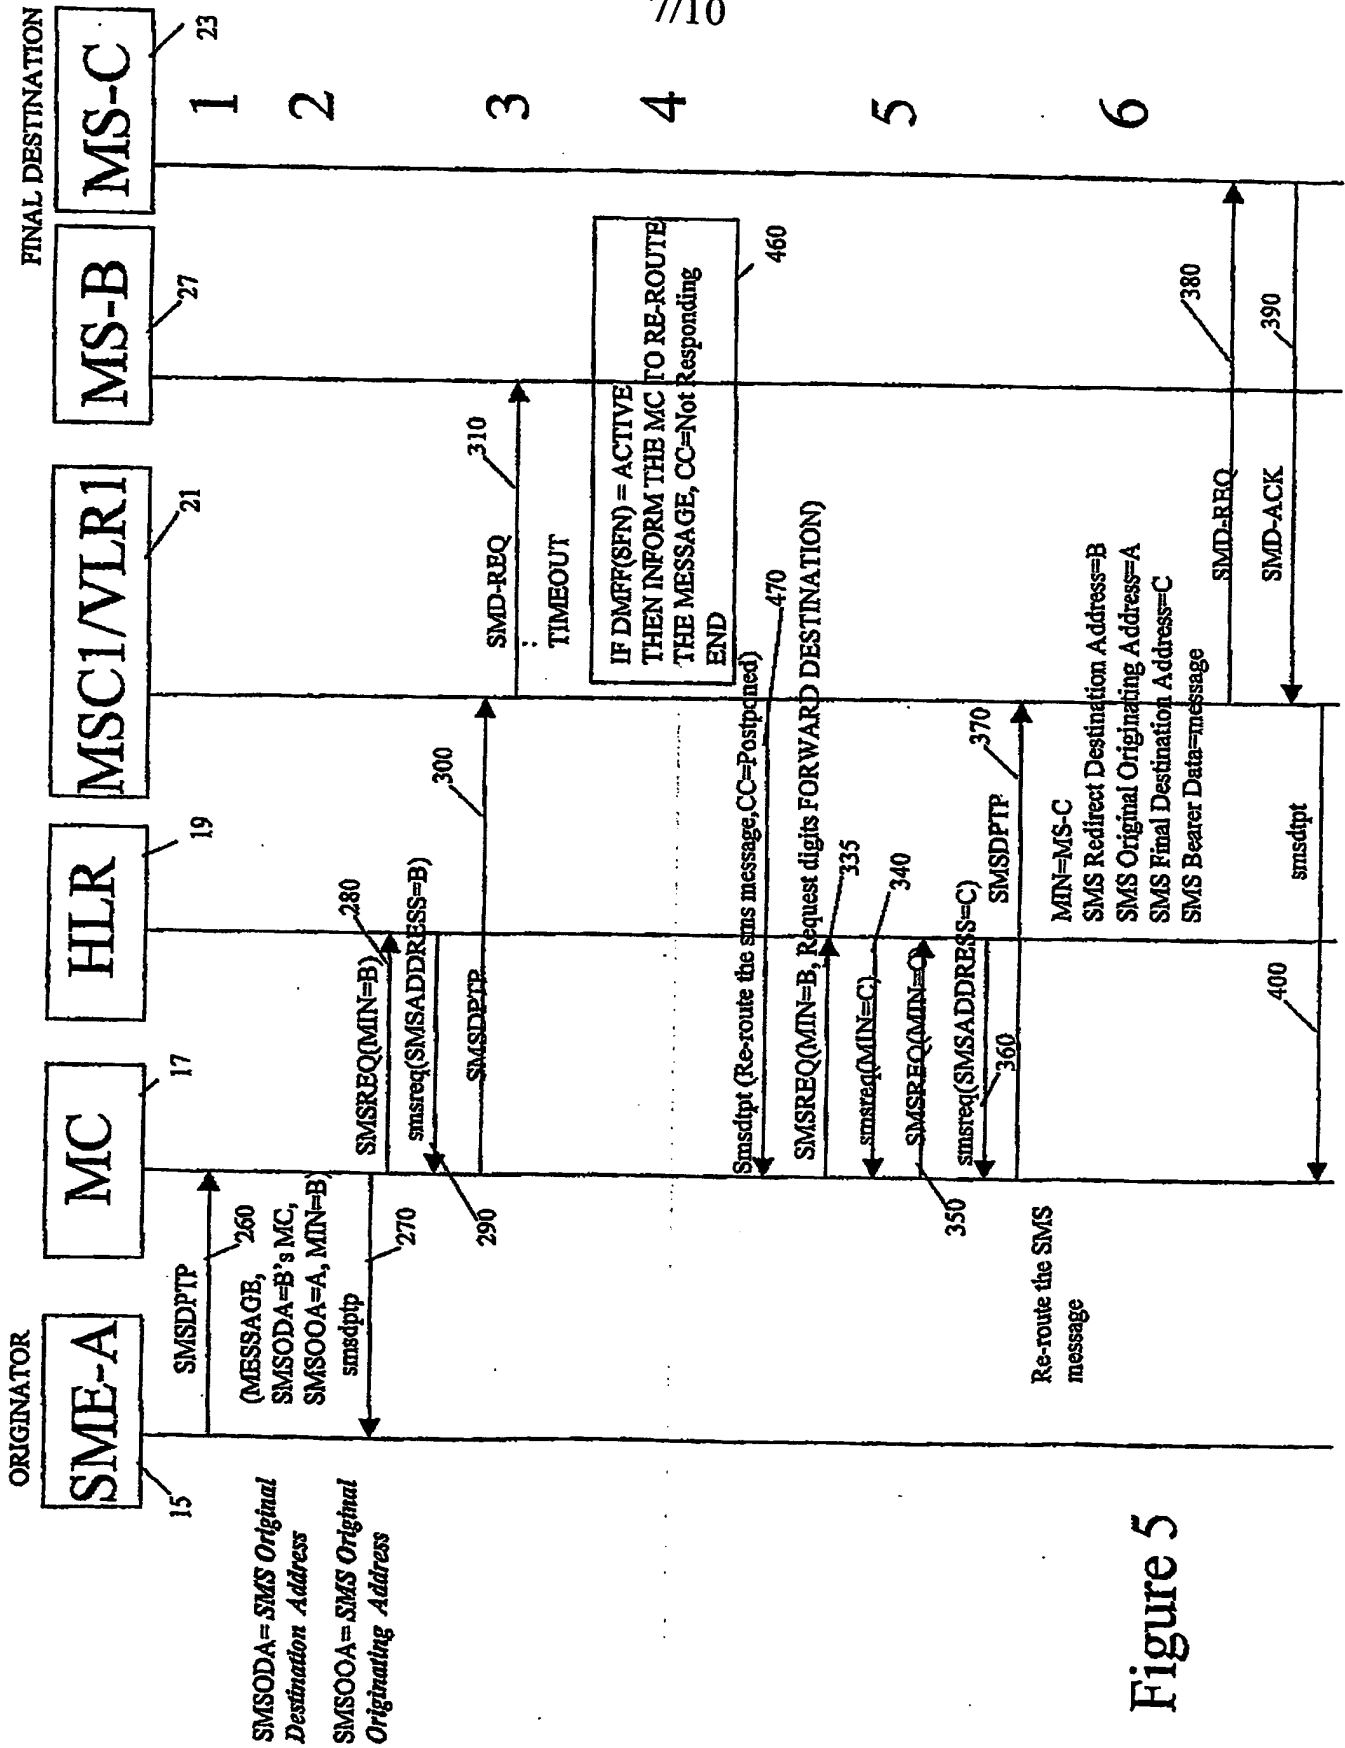 7/10
ORIGINATOR
FINAL DESTINATION
SME-A
MC
HLR
MSC1/VLR1
MS-B
MS-C
15
17
19
21
27
23
1
SMSDPTP
260
(MESSAGE,
SMSODA=B's MC,
SMSOOA=A, MIN=B)
smsdptp
270
SMSODA= SMS Original
Destination Address
SMSOOA= SMS Original
Originating Address
2
SMSREQ(MIN=B)
280
smsreq(SMSADDRESS=B)
290
SMSDPTP
300
3
SMD-REQ
310
:
TIMEOUT
4
IF DMFF(SFN) = ACTIVE
THEN INFORM THE MC TO RE-ROUTE
THE MESSAGE, CC=Not Responding
END
460
Smsdtpt (Re-route the sms message,CC=Postponed)
470
SMSREQ(MIN=B, Request digits FORWARD DESTINATION)
335
5
smsreq(MIN=C)
340
SMSREQ(MIN=C)
350
smsreq(SMSADDRESS=C)
360
SMSDPTP
370
Re-route the SMS
message
6
MIN=MS-C
SMS Redirect Destination Address=B
SMS Original Originating Address=A
SMS Final Destination Address=C
SMS Bearer Data=message
SMD-REQ
380
SMD-ACK
390
smsdtpt
400
Figure 5